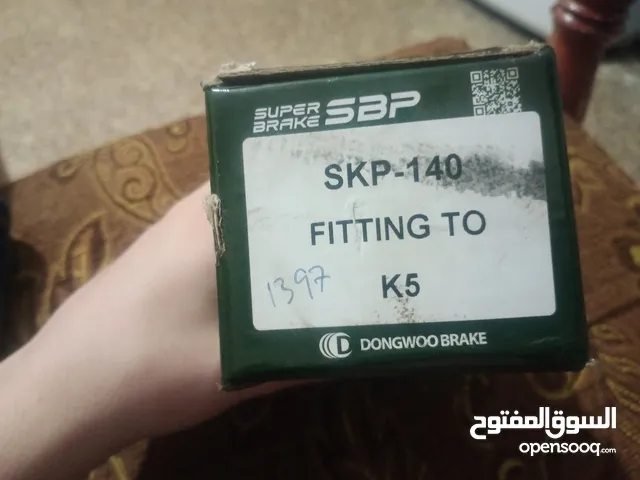 SUPER BRAKE SBP
SKP-140
FITTING TO
K5
1397
DONGWOO BRAKE
السوق المفتوح
opensooq.com